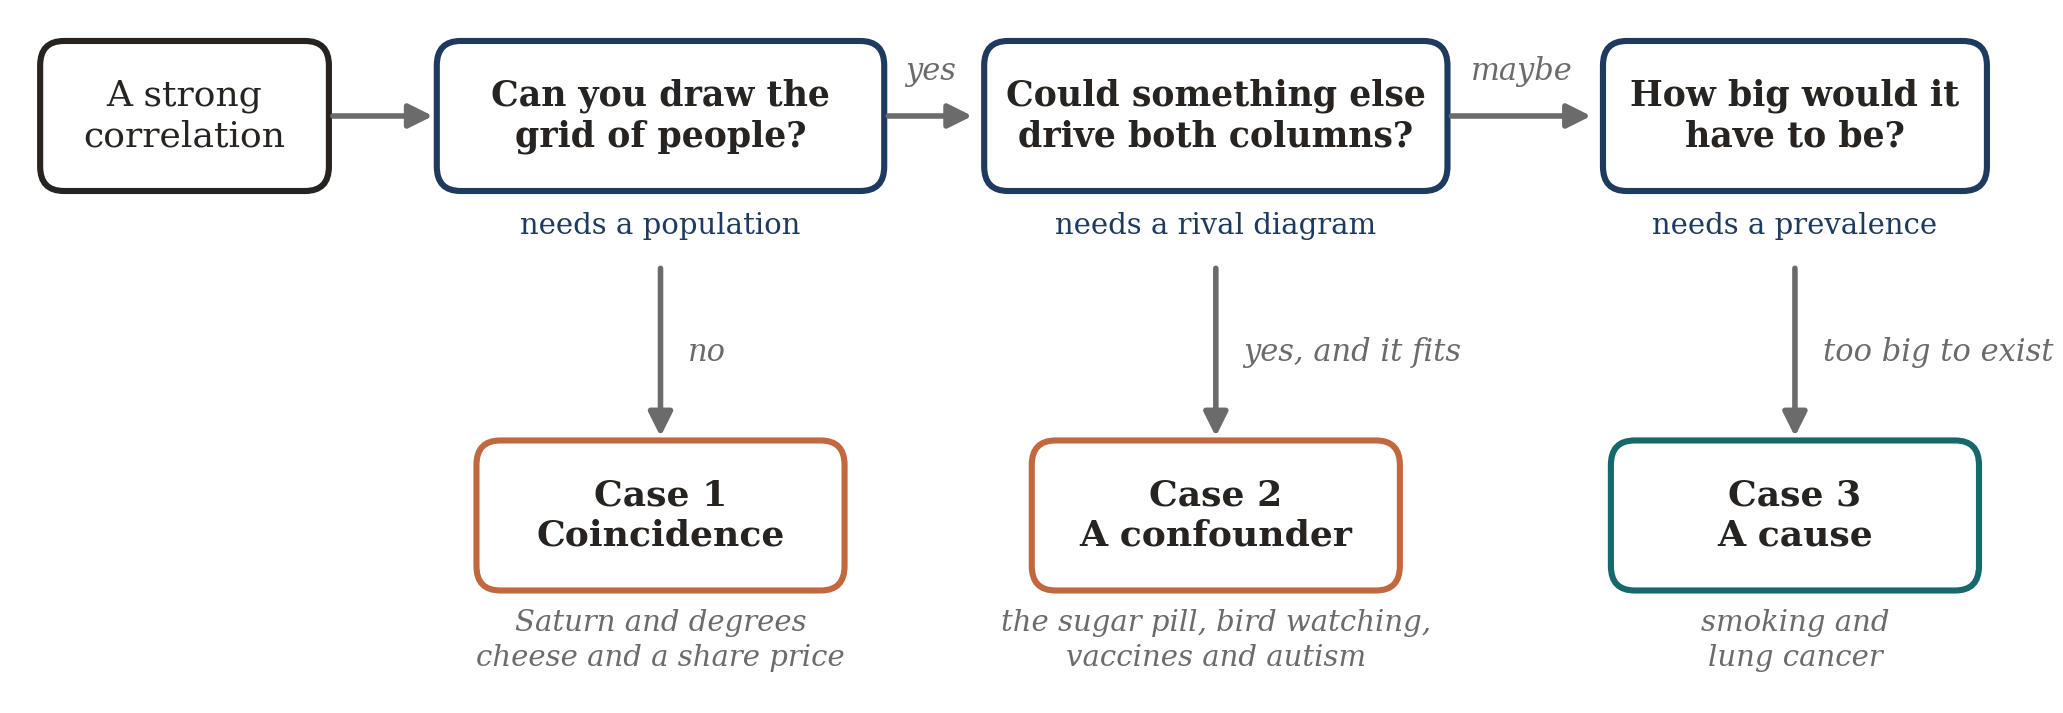 A strong
correlation
Can you draw the
grid of people?
yes
Could something else
drive both columns?
maybe
How big would it
have to be?
needs a population
needs a rival diagram
needs a prevalence
no
yes, and it fits
too big to exist
Case 1
Coincidence
Case 2
A confounder
Case 3
A cause
Saturn and degrees
cheese and a share price
the sugar pill, bird watching,
vaccines and autism
smoking and
lung cancer